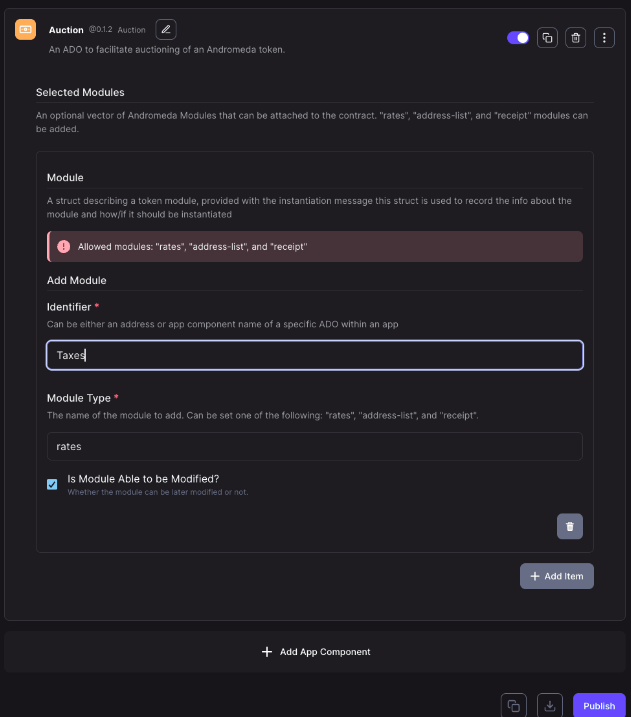 Auction @0.1.2 Auction
An ADO to facilitate auctioning of an Andromeda token.
Selected Modules
An optional vector of Andromeda Modules that can be attached to the contract. "rates", "address-list", and "receipt" modules can
be added.
Module
A struct describing a token module, provided with the instantiation message this struct is used to record the info about the
module and how/if it should be instantiated
Allowed modules: "rates", "address-list", and "receipt"
Add Module
Identifier *
Can be either an address or app component name of a specific ADO within an app
Taxes
Module Type *
The name of the module to add. Can be set one of the following: "rates", "address-list", and "receipt".
rates
Is Module Able to be Modified?
Whether the module can be later modified or not.
+ Add Item
+ Add App Component
Publish